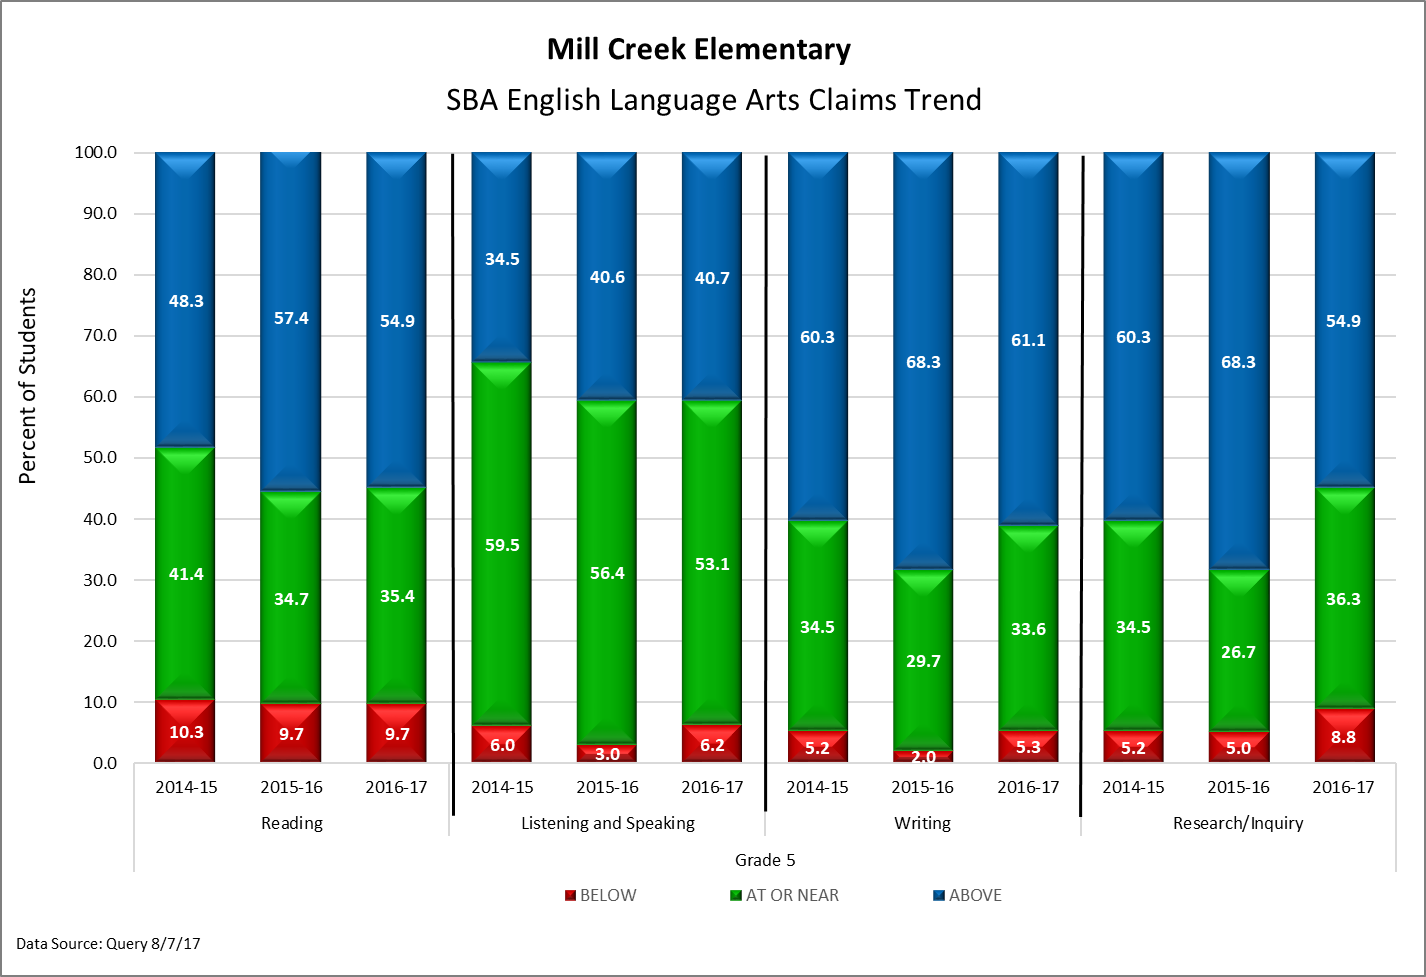 Mill Creek Elementary
SBA English Language Arts Claims Trend
Percent of Students
100.0
90.0
80.0
70.0
60.0
50.0
40.0
30.0
20.0
10.0
0.0
48.3 57.4 54.9 34.5 40.6 40.7 60.3 68.3 61.1 60.3 68.3 54.9
41.4 34.7 35.4 59.5 56.4 53.1 34.5 29.7 33.6 34.5 26.7 36.3
10.3 9.7 9.7 6.0 3.0 6.2 5.2 2.0 5.3 5.2 5.0 8.8
2014-15 2015-16 2016-17 2014-15 2015-16 2016-17 2014-15 2015-16 2016-17 2014-15 2015-16 2016-17
Reading Listening and Speaking Writing Research/Inquiry
Grade 5
BELOW AT OR NEAR ABOVE
Data Source: Query 8/7/17